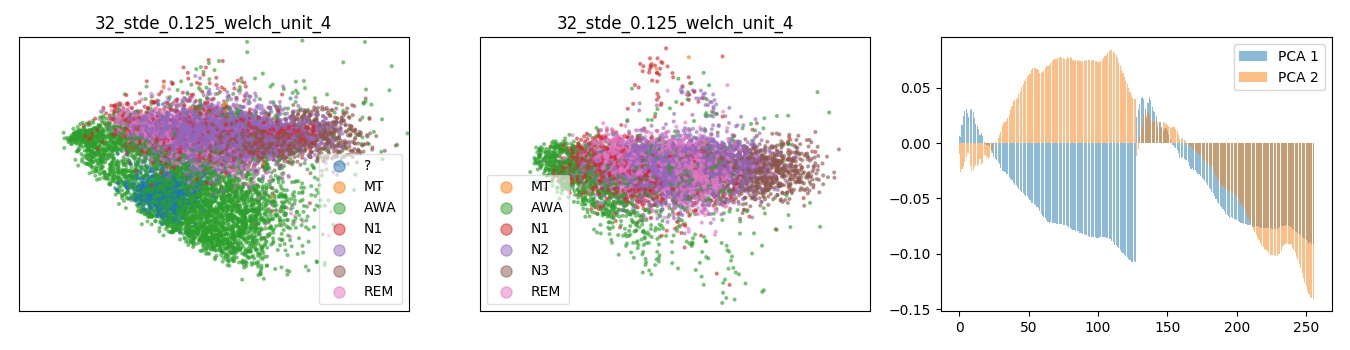 32_stde_0.125_welch_unit_4
?
MT
AWA
N1
N2
N3
REM
32_stde_0.125_welch_unit_4
MT
AWA
N1
N2
N3
REM
PCA 1
PCA 2
0.05
0.00
−0.05
−0.10
−0.15
0 50 100 150 200 250